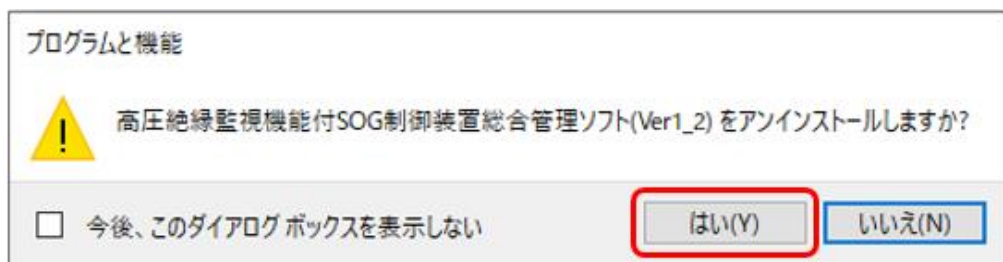 プログラムと機能
高圧絶縁監視機能付SOG制御装置総合管理ソフト(Ver1_2) をアンインストールしますか?
今後、このダイアログ ボックスを表示しない
はい(Y)
いいえ(N)